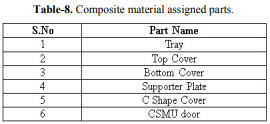 Table-8. Composite material assigned parts.
S.No Part Name
1 Tray
2 Top Cover
3 Bottom Cover
4 Supporter Plate
5 C Shape Cover
6 CSMU door